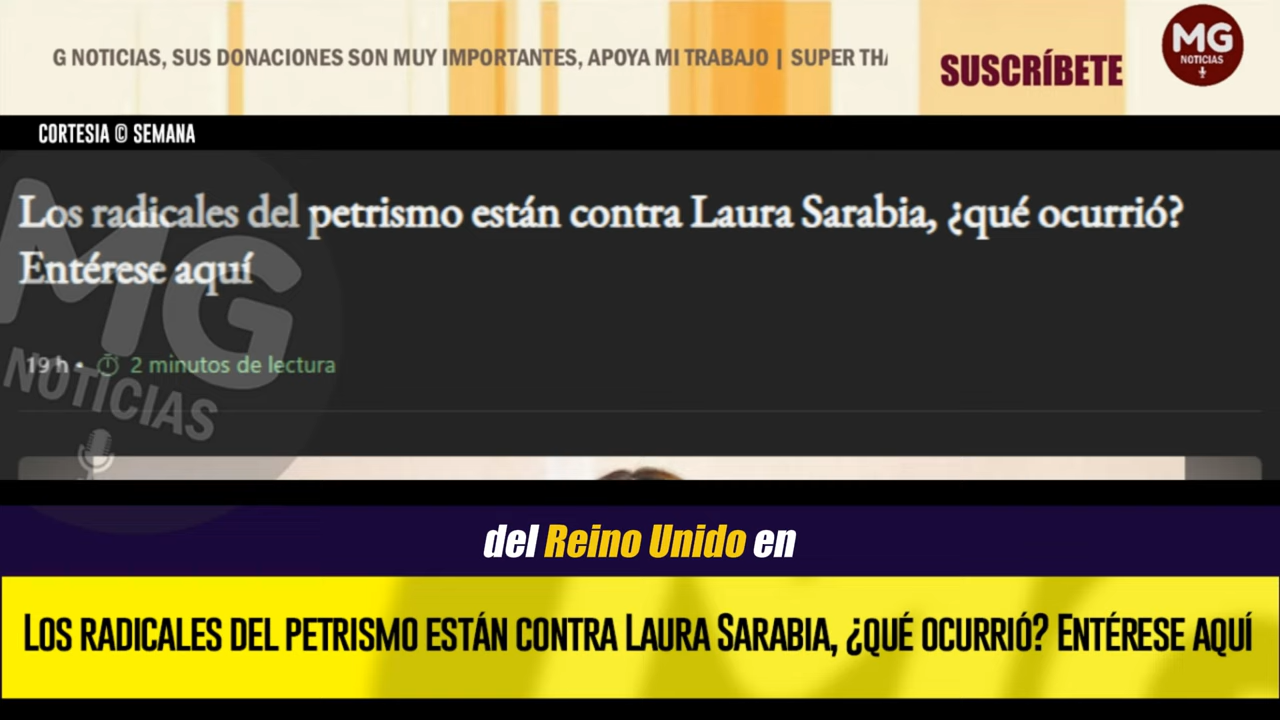 G NOTICIAS, SUS DONACIONES SON MUY IMPORTANTES, APOYA MI TRABAJO | SUPER
SUSCRÍBETE
MG
NOTICIAS
CORTESIA © SEMANA
Los radicales del petrismo están contra Laura Sarabia, ¿qué ocurrió?
Entérese aquí
19 h • 2 minutos de lectura
MG
NOTICIAS
del Reino Unido en
LOS RADICALES DEL PETRISMO ESTÁN CONTRA LAURA SARABIA, ¿QUÉ OCURRIÓ? ENTÉRESE AQUÍ